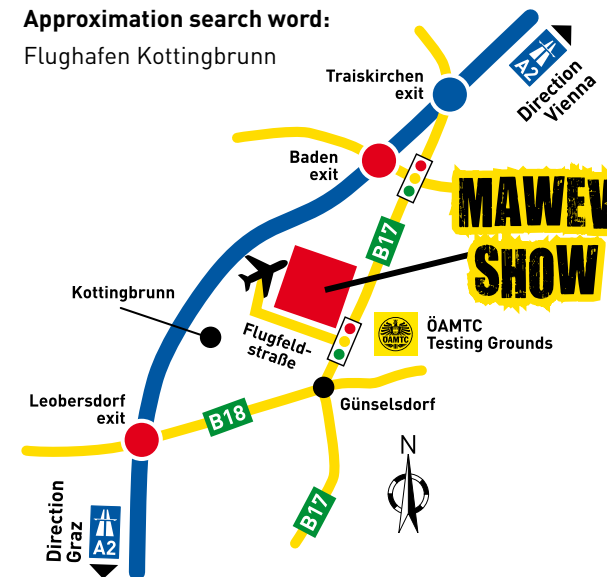 Approximation search word:
Flughafen Kottingbrunn
A2
Direction
Vienna
Traiskirchen
exit
Baden
exit
MAWEV
SHOW
B17
Kottingbrunn
Flugfeld-
straße
ÖAMTC
ÖAMTC
Testing Grounds
Leobersdorf
exit
B18
Günselsdorf
N
B17
Direction
Graz
A2